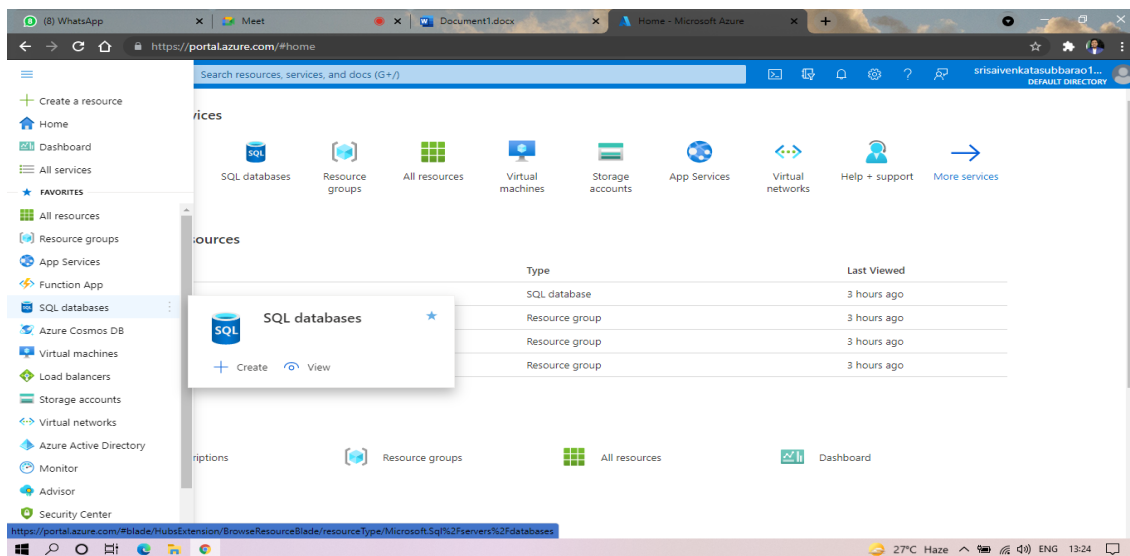 (8) WhatsApp
Meet
Document1.docx
Home - Microsoft Azure
https://portal.azure.com/#home
Search resources, services, and docs (G+/)
srisaivenkatasubbarao1...
DEFAULT DIRECTORY
Create a resource
Home
Dashboard
All services
FAVORITES
All resources
Resource groups
App Services
Function App
SQL databases
Azure Cosmos DB
Virtual machines
Load balancers
Storage accounts
Virtual networks
Azure Active Directory
Monitor
Advisor
Security Center
vices
SQL databases
Resource groups
All resources
Virtual machines
Storage accounts
App Services
Virtual networks
Help + support
More services
ources
Type
Last Viewed
SQL database
3 hours ago
Resource group
3 hours ago
Resource group
3 hours ago
Resource group
3 hours ago
SQL
SQL databases
Create
View
riptions
Resource groups
All resources
Dashboard
https://portal.azure.com/#blade/HubsExtension/BrowseResourceBlade/resourceType/Microsoft.Sql%2Fservers%2Fdatabases
27°C Haze
ENG
13:24